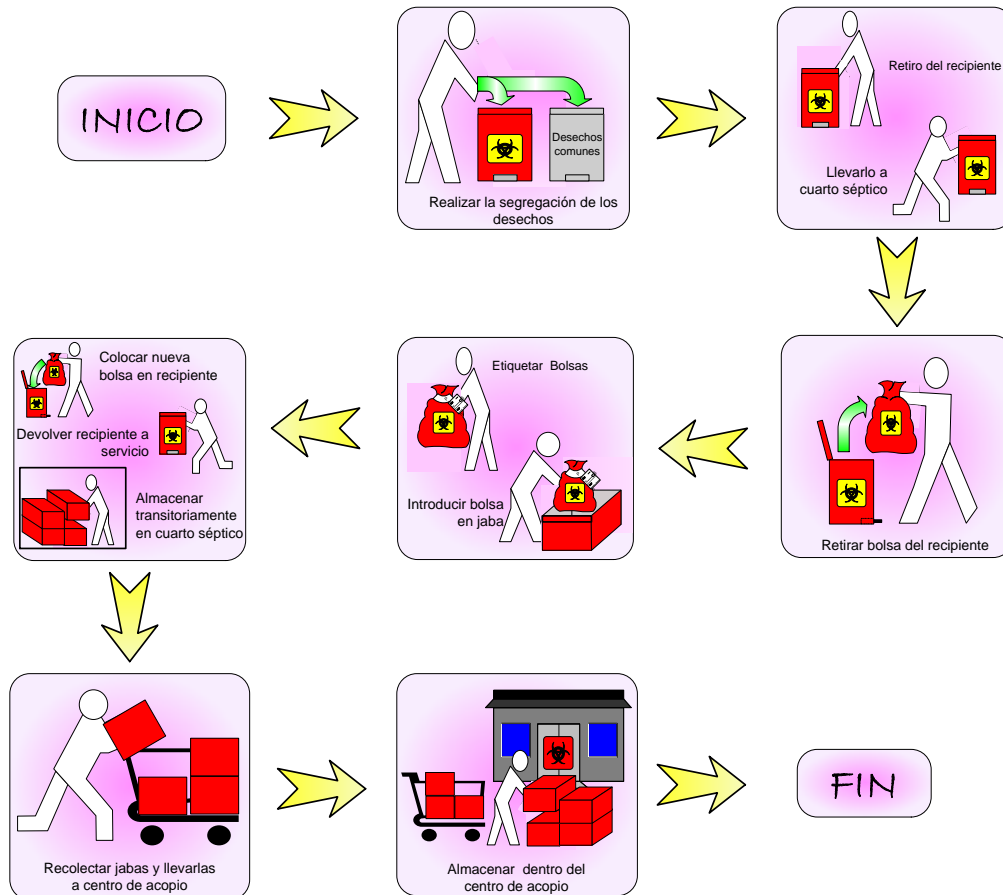 INICIO
Desechos
comunes
Realizar la segregación de los
desechos
Retiro del recipiente
Llevarlo a
cuarto séptico
Retirar bolsa del recipiente
Etiquetar Bolsas
Introducir bolsa
en jaba
Colocar nueva
bolsa en recipiente
Devolver recipiente a
servicio
Almacenar
transitoriamente
en cuarto séptico
Recolectar jabas y llevarlas
a centro de acopio
Almacenar dentro del
centro de acopio
FIN